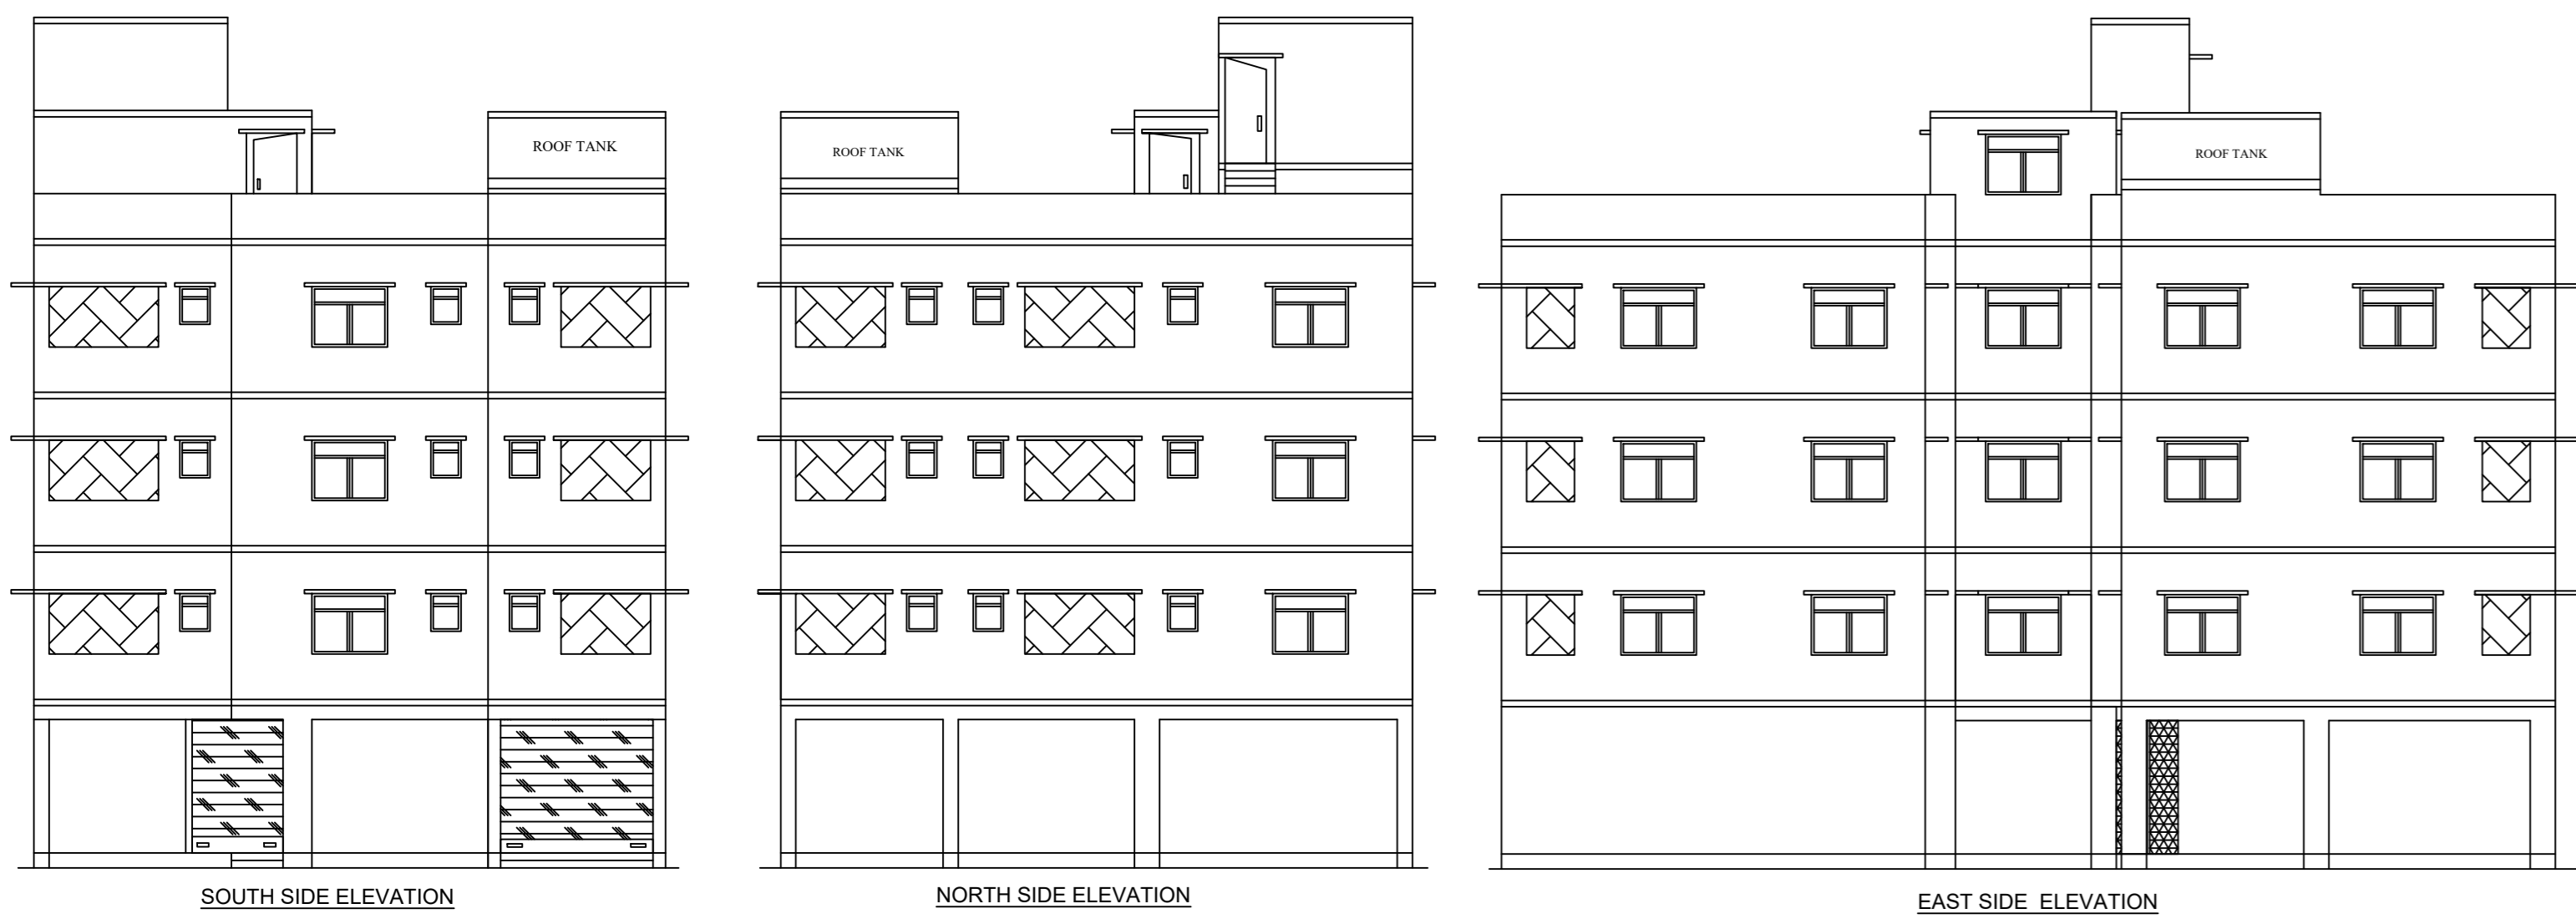 ROOF TANK
ROOF TANK
ROOF TANK
SOUTH SIDE ELEVATION
NORTH SIDE ELEVATION
EAST SIDE ELEVATION